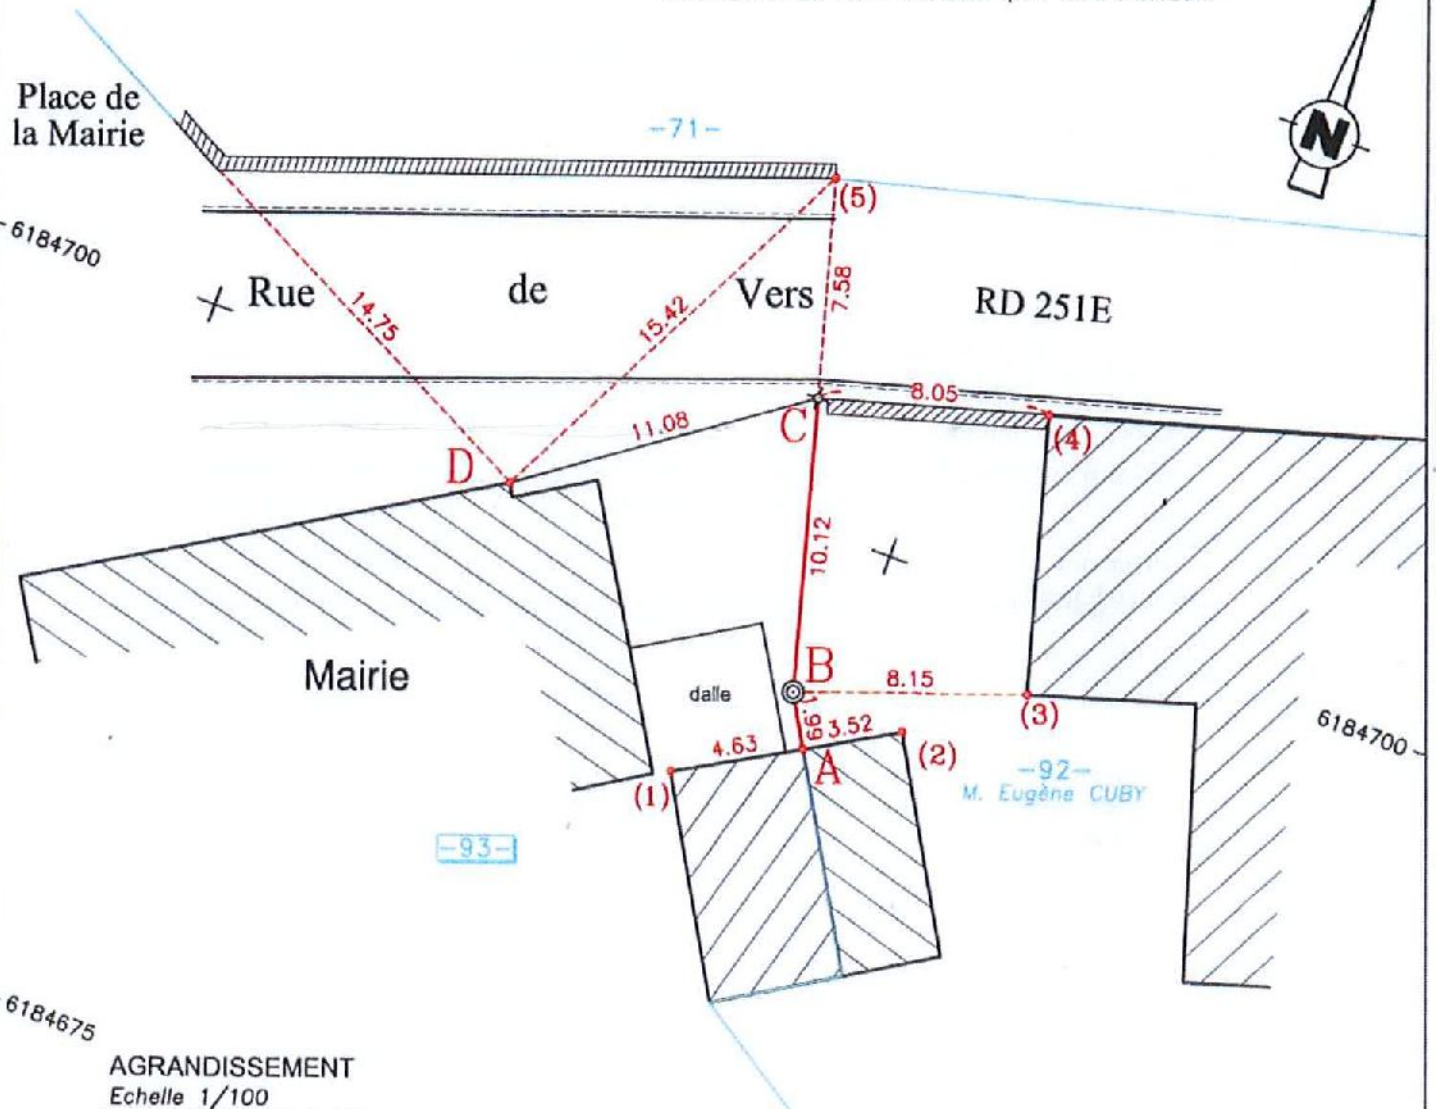 Place de
la Mairie
-71-
N
(5)
6184700
Rue de Vers RD 251E
14.75
15.42
7.58
8.05
C
(4)
11.08
D
10.12
B
8.15
Mairie
dalle
(3)
1.99
3.52
4.63
A
(2)
(1)
6184700
-92-
M. Eugène CUBY
-93-
6184675
AGRANDISSEMENT
Echelle 1/100